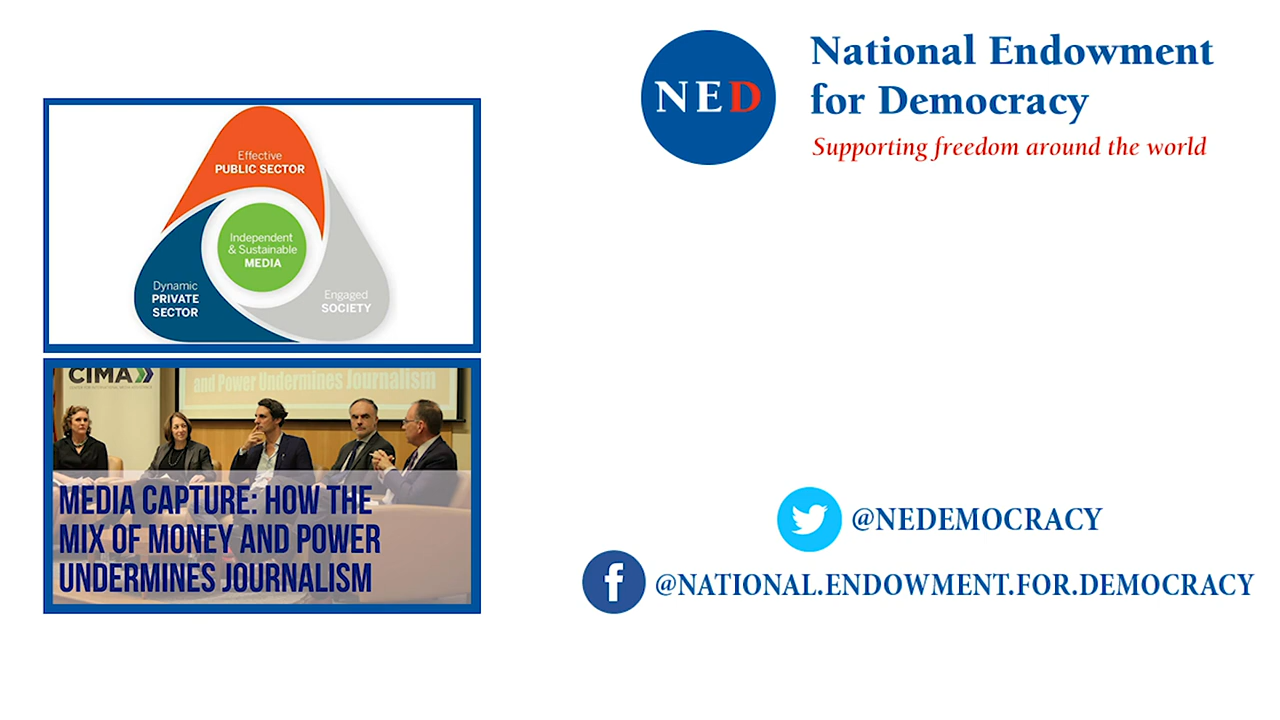 Effective
PUBLIC SECTOR
Independent
& Sustainable
MEDIA
Dynamic
PRIVATE
SECTOR
Engaged
SOCIETY
CIMA
and Power Undermines Journalism
MEDIA CAPTURE: HOW THE
MIX OF MONEY AND POWER
UNDERMINES JOURNALISM
NED
National Endowment
for Democracy
Supporting freedom around the world
@NEDEMOCRACY
@NATIONAL.ENDOWMENT.FOR.DEMOCRACY